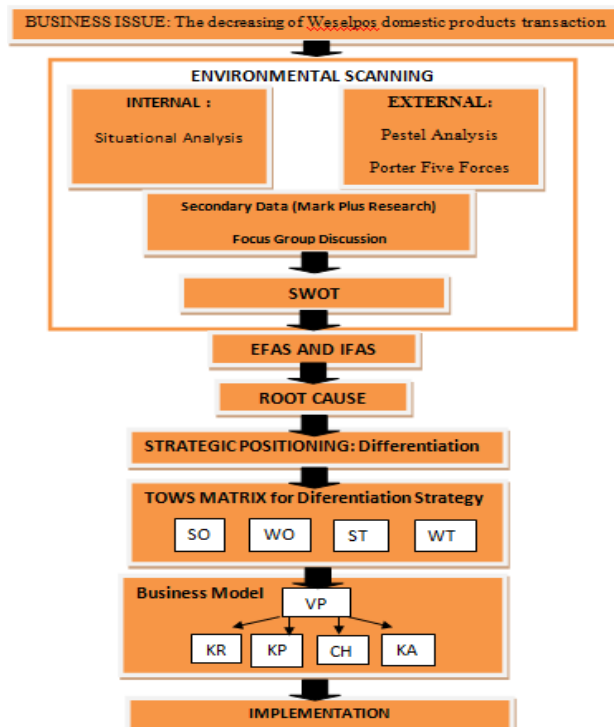 BUSINESS ISSUE: The decreasing of Weselpos domestic products transaction
ENVIRONMENTAL SCANNING
INTERNAL :
Situational Analysis
EXTERNAL:
Pestel Analysis
Porter Five Forces
Secondary Data (Mark Plus Research)
Focus Group Discussion
SWOT
EFAS AND IFAS
ROOT CAUSE
STRATEGIC POSITIONING: Differentiation
TOWS MATRIX for Diferentiation Strategy
SO WO ST WT
Business Model
VP
KR KP CH KA
IMPLEMENTATION